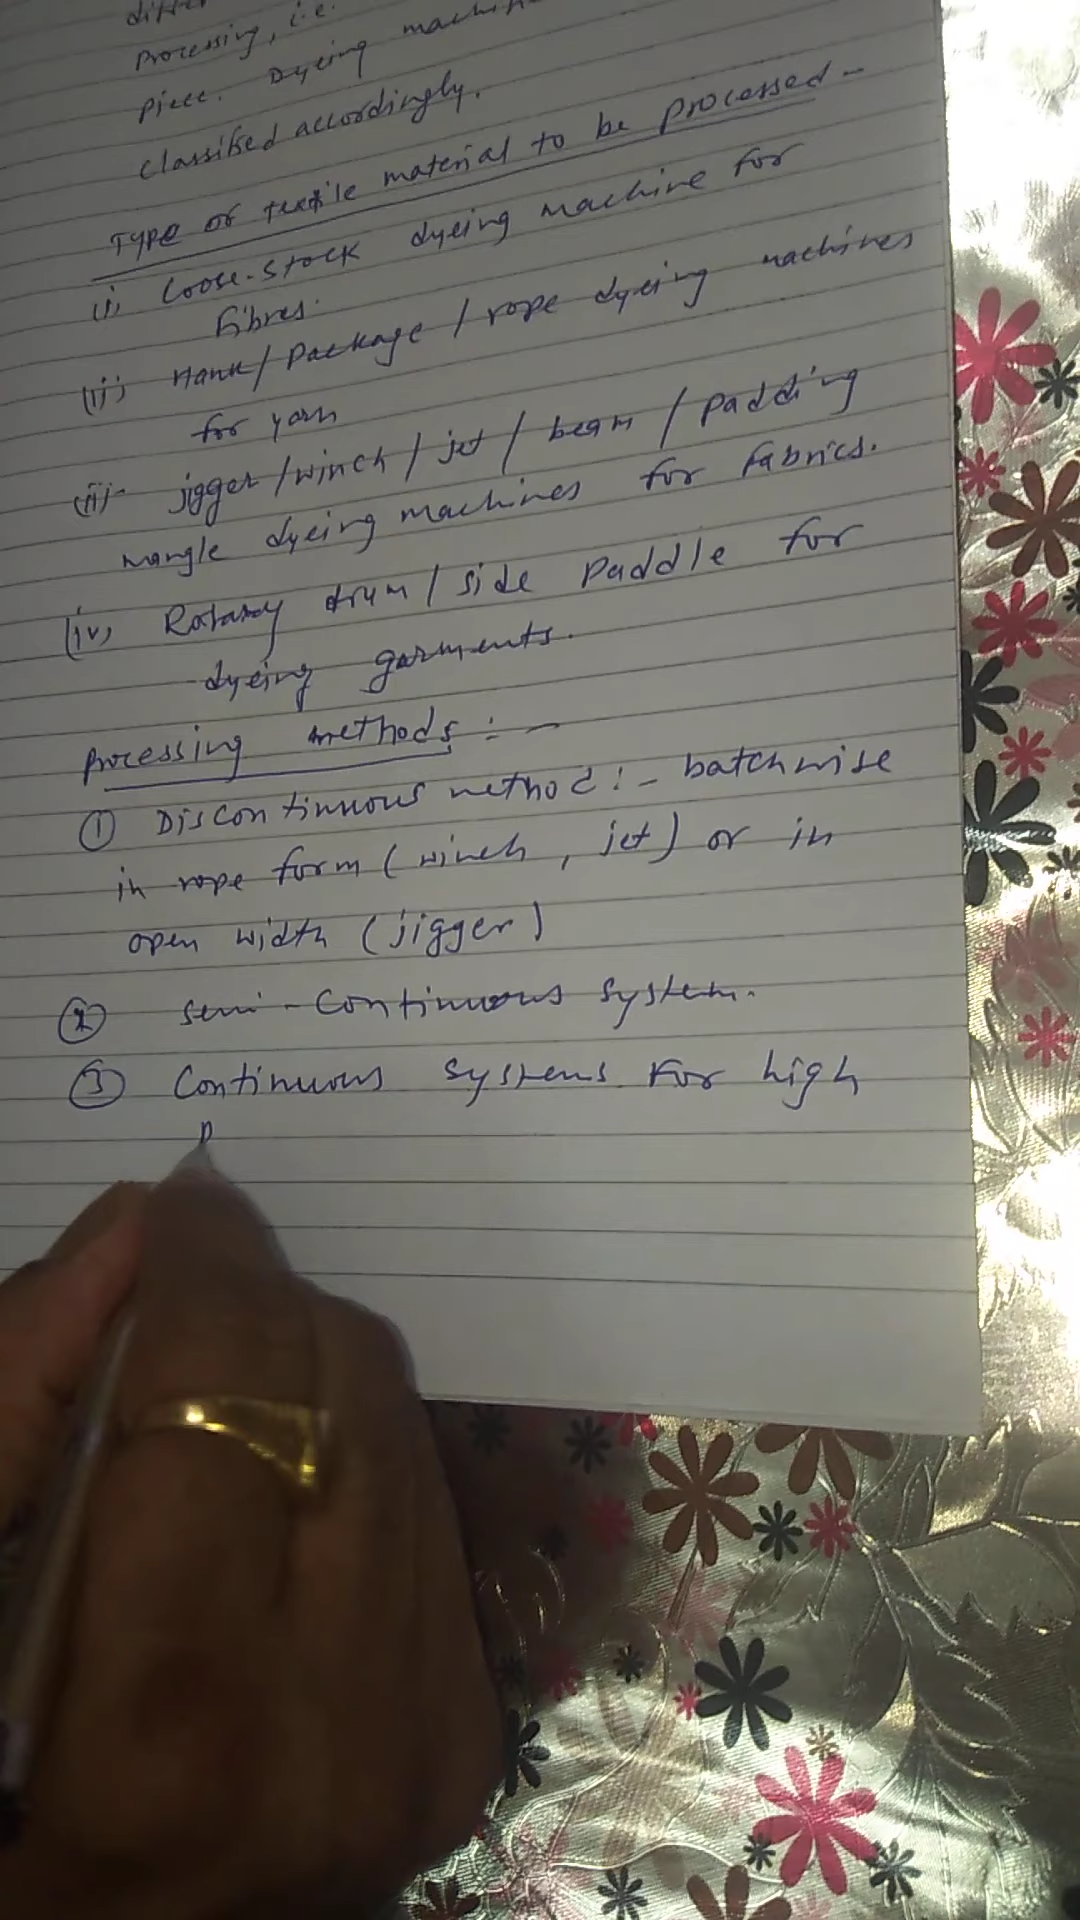 Processing, i.e.
piece. Dyeing
classified accordingly.
Type of textile material to be processed -
(i) Loose-stock dyeing machine for
fibres.
(ii) Hank/Package/rope dyeing machines
for yarn
(iii) jigger/winch/jet/beam/padding
mangle dyeing machines for fabrics.
(iv) Rotary drum/side paddle for
dyeing garments.
Processing methods :-
① Discontinuous method :- batchwise
in rope form (winch, jet) or in
open width (jigger)
② semi-continuous system.
③ Continuous systems for high
P